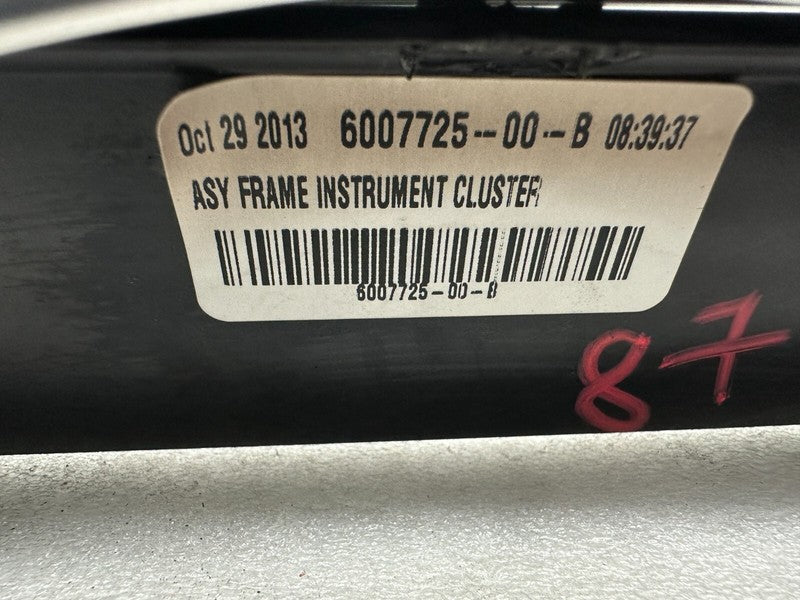 Oct 29 2013 6007725-00-B 08:39:37
ASY FRAME INSTRUMENT CLUSTER
6007725-00-B
87